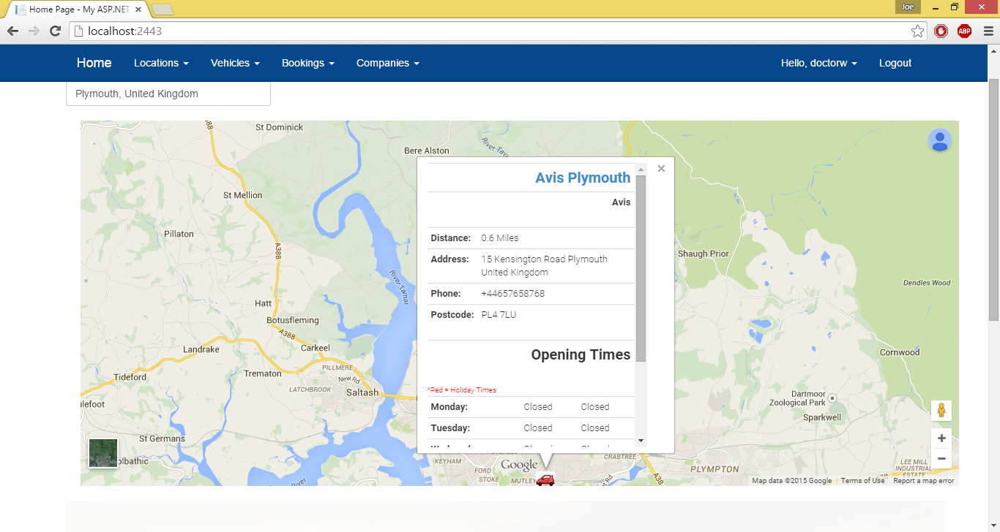 Home Page - My ASP.NET
Joe
localhost:2443
ABP
Home
Locations
Vehicles
Bookings
Companies
Hello, doctorw
Logout
Plymouth, United Kingdom
St Dominick
Bere Alston
River Tavy
St Mellion
Pillaton
A388
A388
Hatt
Botusfleming
A388
Landrake
Carkeel
Trematon
PILLMERE
New Rd
LATCHBROOK
Saltash
Tideford
St Germans
River Tamar
Avis Plymouth
Avis
Distance: 0.6 Miles
Address: 15 Kensington Road Plymouth
United Kingdom
Phone: +44657658768
Postcode: PL4 7LU
Opening Times
*Red = Holiday Times
Monday: Closed Closed
Tuesday: Closed Closed
Closed Closed
Shaugh Prior
Dendles Wood
Cornwood
Dartmoor
Zoological Park
Sparkwell
KEYHAM
FORD
STOKE
MUTLEY
Google
CRABTREE
A38
PLYMPTON
LEE MILL
INDUSTRIAL
ESTATE
River
Map data ©2015 Google
Terms of Use
Report a map error